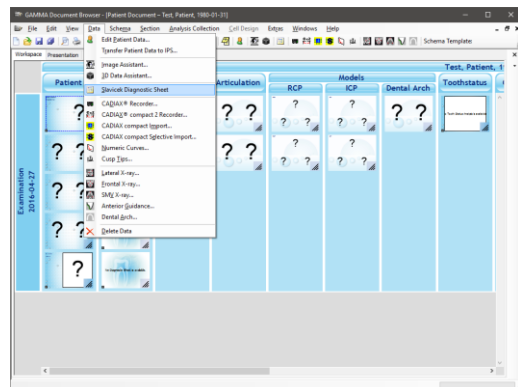 GAMMA Document Browser - [Patient Document - Test, Patient, 1980-01-31]
File Edit View Data Schema Section Analysis Collection Cell Design Extras Windows Help
Schema Template:
Workspace Presentation
Edit Patient Data...
Transfer Patient Data to IPS...
Image Assistant...
3D Data Assistant...
Slavicek Diagnostic Sheet
CADIAX® Recorder...
CADIAX® compact 2 Recorder...
CADIAX compact Import...
CADIAX compact Selective Import...
Numeric Curves...
Cusp Tips...
Lateral X-ray...
Frontal X-ray...
SMV X-ray...
Anterior Guidance...
Dental Arch...
Delete Data
Test, Patient, 1
Patient
Articulation
Models
RCP ICP Dental Arch
Toothstatus
? ? ? ? ?
? ? ? ? ? ?
? ? ? ? ? ? ? ?
? ?
? ?
?
Examination
2016-04-27